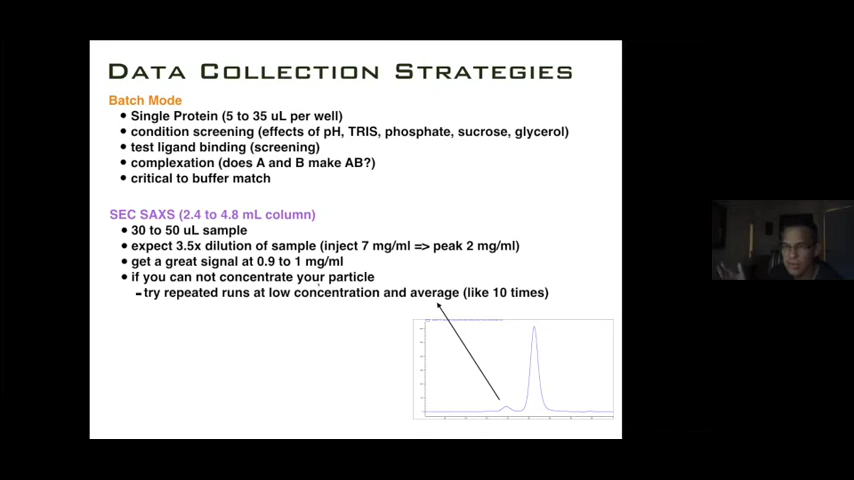 DATA COLLECTION STRATEGIES
Batch Mode
• Single Protein (5 to 35 uL per well)
• condition screening (effects of pH, TRIS, phosphate, sucrose, glycerol)
• test ligand binding (screening)
• complexation (does A and B make AB?)
• critical to buffer match
SEC SAXS (2.4 to 4.8 mL column)
• 30 to 50 uL sample
• expect 3.5x dilution of sample (inject 7 mg/ml => peak 2 mg/ml)
• get a great signal at 0.9 to 1 mg/ml
• if you can not concentrate your particle
- try repeated runs at low concentration and average (like 10 times)